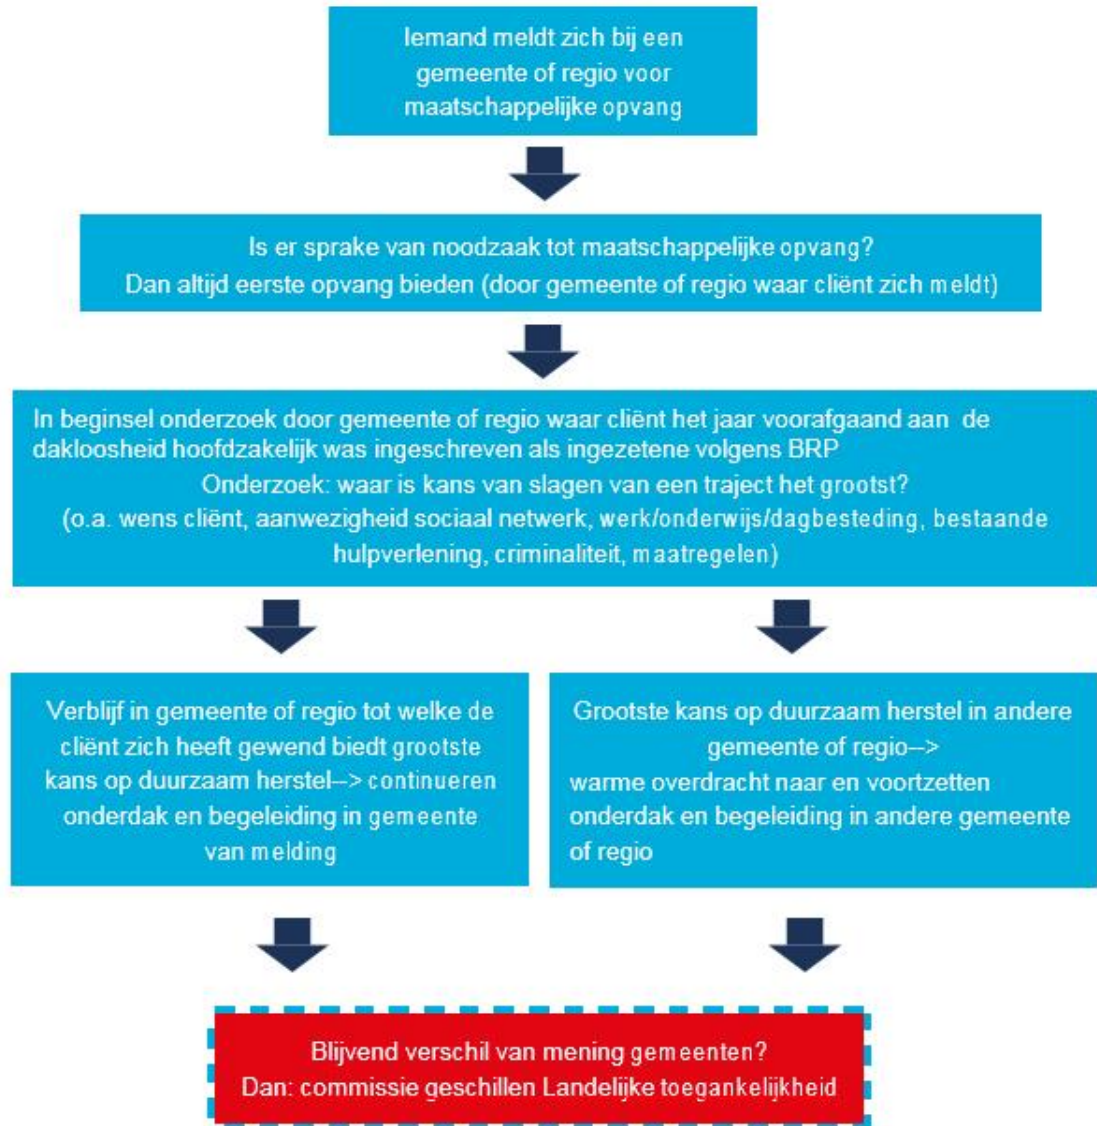 Iemand meldt zich bij een
gemeente of regio voor
maatschappelijke opvang
Is er sprake van noodzaak tot maatschappelijke opvang?
Dan altijd eerste opvang bieden (door gemeente of regio waar cliënt zich meldt)
In beginsel onderzoek door gemeente of regio waar cliënt het jaar voorafgaand aan de
dakloosheid hoofdzakelijk was ingeschreven als ingezetene volgens BRP
Onderzoek: waar is kans van slagen van een traject het grootst?
(o.a. wens cliënt, aanwezigheid sociaal netwerk, werk/onderwijs/dagbesteding, bestaande
hulpverlening, criminaliteit, maatregelen)
Verblijf in gemeente of regio tot welke de
cliënt zich heeft gewend biedt grootste
kans op duurzaam herstel--> continueren
onderdak en begeleiding in gemeente
van melding
Grootste kans op duurzaam herstel in andere
gemeente of regio-->
warme overdracht naar en voortzetten
onderdak en begeleiding in andere gemeente
of regio
Blijvend verschil van mening gemeenten?
Dan: commissie geschillen Landelijke toegankelijkheid